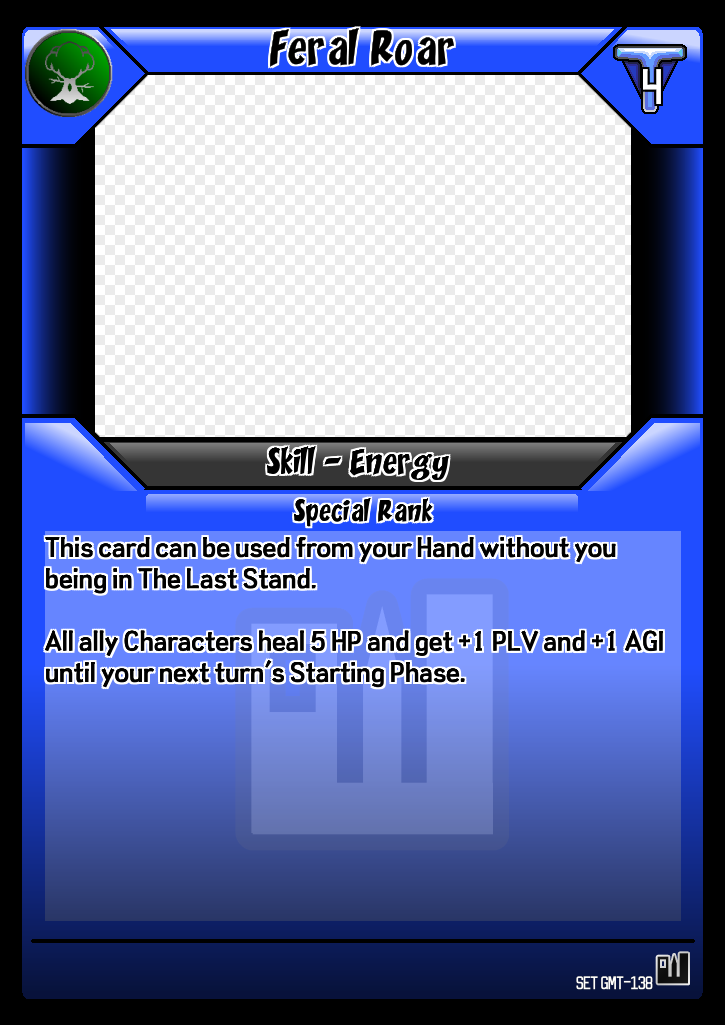 Feral Roar
4
Skill - Energy
Special Rank
This card can be used from your Hand without you
being in The Last Stand.
All ally Characters heal 5 HP and get +1 PLV and +1 AGI
until your next turn's Starting Phase.
SET GMT-138